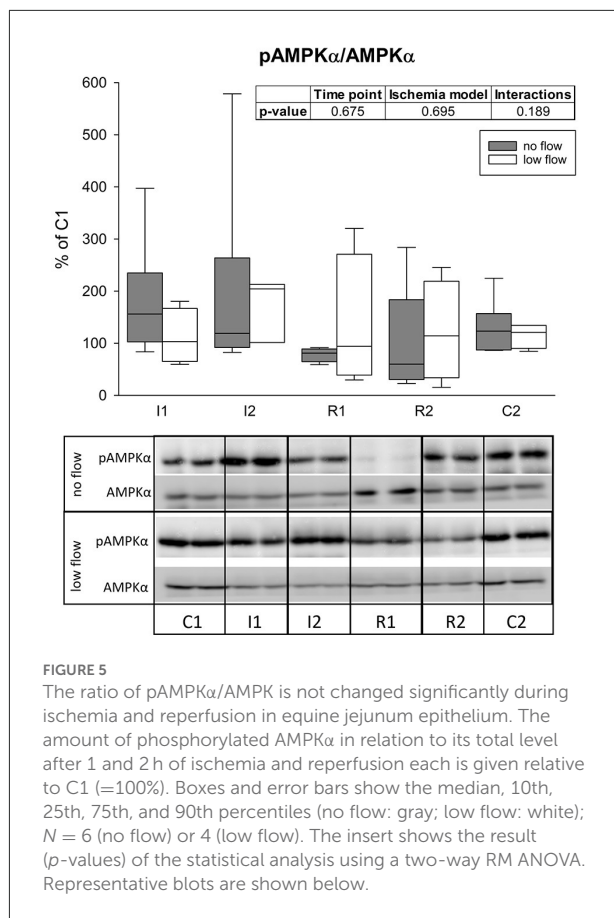 pAMPKα/AMPKα
Time point Ischemia model Interactions
p-value 0.675 0.695 0.189
no flow
low flow
% of C1
600
500
400
300
200
100
0
I1 I2 R1 R2 C2
no flow
pAMPKα
AMPKα
low flow
pAMPKα
AMPKα
C1 I1 I2 R1 R2 C2
FIGURE 5
The ratio of pAMPKα/AMPK is not changed significantly during
ischemia and reperfusion in equine jejunum epithelium. The
amount of phosphorylated AMPKα in relation to its total level
after 1 and 2 h of ischemia and reperfusion each is given relative
to C1 (=100%). Boxes and error bars show the median, 10th,
25th, 75th, and 90th percentiles (no flow: gray; low flow: white);
N = 6 (no flow) or 4 (low flow). The insert shows the result
(p-values) of the statistical analysis using a two-way RM ANOVA.
Representative blots are shown below.